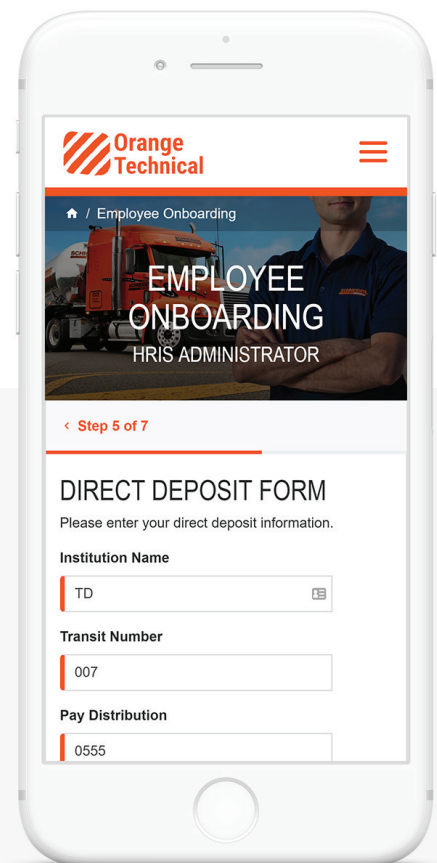 Orange
Technical
/ Employee Onboarding
EMPLOYEE
ONBOARDING
HRIS ADMINISTRATOR
< Step 5 of 7
DIRECT DEPOSIT FORM
Please enter your direct deposit information.
Institution Name
TD
Transit Number
007
Pay Distribution
0555